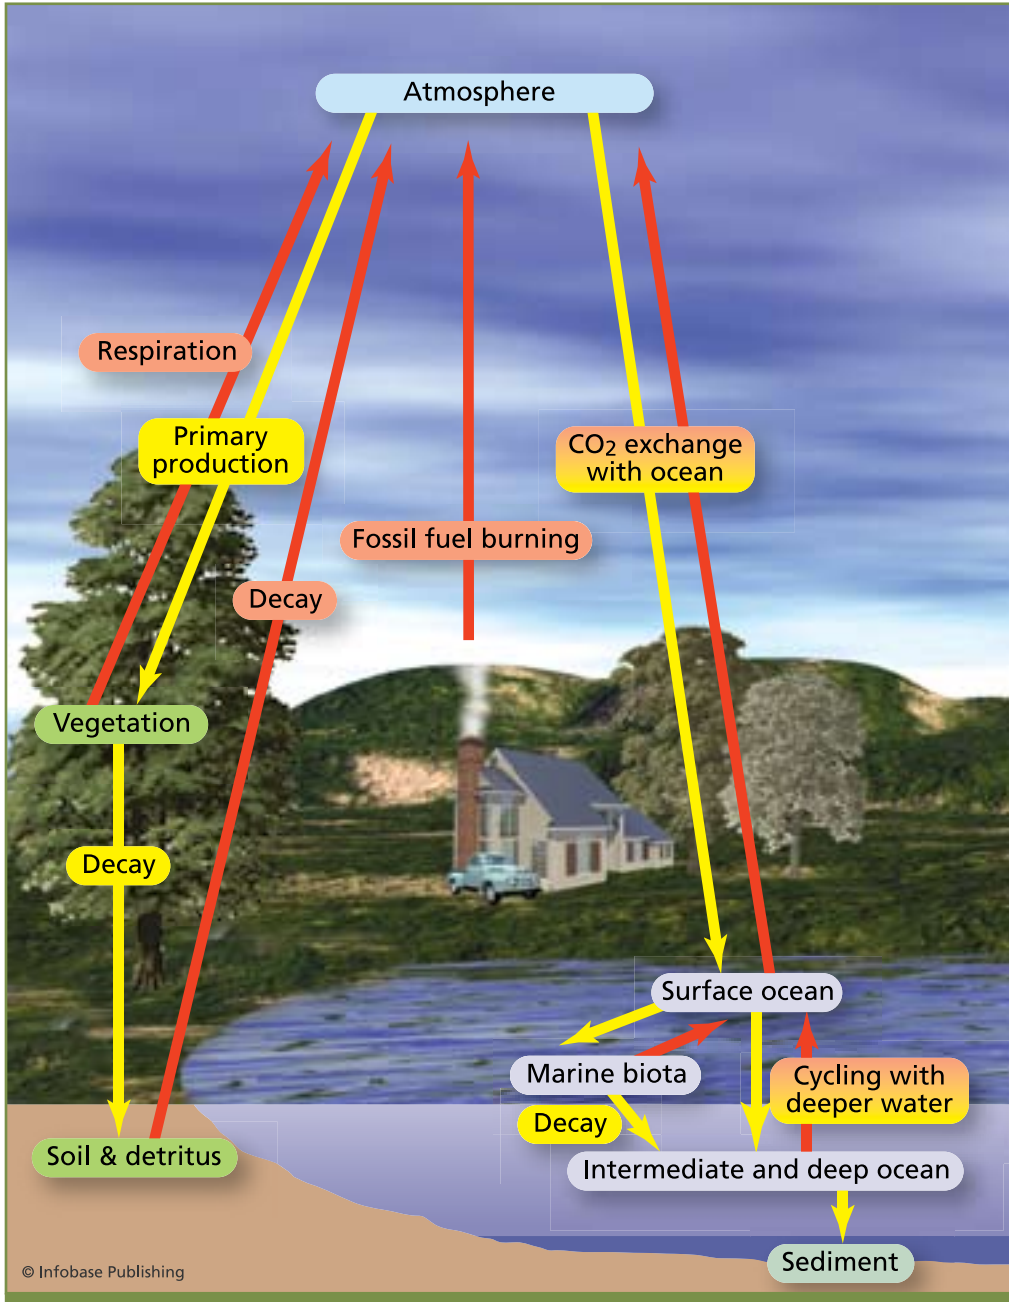 Atmosphere
Respiration
Primary
production
CO2 exchange
with ocean
Fossil fuel burning
Decay
Vegetation
Decay
Surface ocean
Marine biota
Cycling with
deeper water
Decay
Soil & detritus
Intermediate and deep ocean
Sediment
© Infobase Publishing